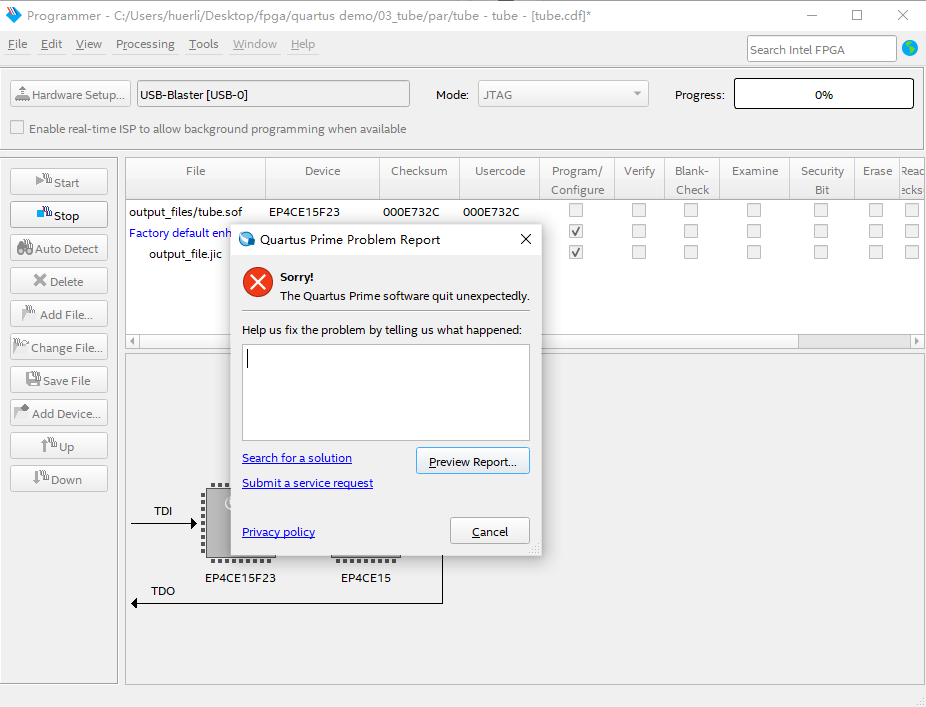 Programmer - C:/Users/huerli/Desktop/fpga/quartus demo/03_tube/par/tube - tube - [tube.cdf]*
File Edit View Processing Tools Window Help
Search Intel FPGA
Hardware Setup... USB-Blaster [USB-0] Mode: JTAG Progress: 0%
Enable real-time ISP to allow background programming when available
Start
Stop
Auto Detect
Delete
Add File...
Change File...
Save File
Add Device...
Up
Down
File Device Checksum Usercode Program/ Verify Blank- Examine Security Erase
Configure Check Bit
output_files/tube.sof EP4CE15F23 000E732C 000E732C
Factory default enh
output_file.jic
Quartus Prime Problem Report
Sorry!
The Quartus Prime software quit unexpectedly.
Help us fix the problem by telling us what happened:
Search for a solution
Preview Report...
Submit a service request
Privacy policy
Cancel
TDI
EP4CE15F23 EP4CE15
TDO